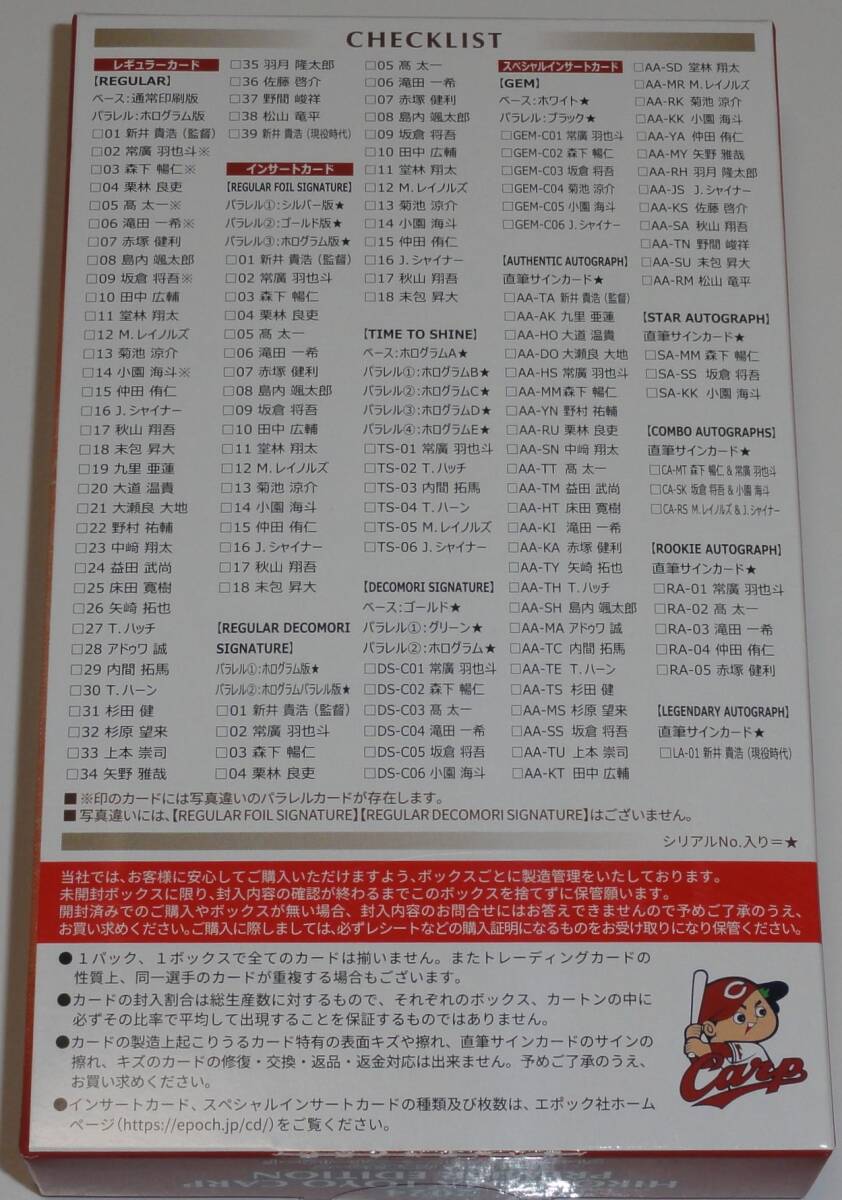 CHECKLIST
レギュラーカード
【REGULAR】
ベース:通常印刷版
パラレル:ホログラム版
□01 新井 貴浩 (監督)
□02 常廣 羽也斗※
□03 森下 暢仁※
□04 栗林 良吏
□05 髙 太一※
□06 滝田 一希※
□07 赤塚 健利
□08 島内 颯太郎
□09 坂倉 将吾※
□10 田中 広輔
□11 堂林 翔太
□12 M.レイノルズ
□13 菊池 涼介
□14 小園 海斗※
□15 仲田 侑仁
□16 J.シャイナー
□17 秋山 翔吾
□18 末包 昇大
□19 九里 亜蓮
□20 大道 温貴
□21 大瀬良 大地
□22 野村 祐輔
□23 中﨑 翔太
□24 益田 武尚
□25 床田 寛樹
□26 矢崎 拓也
□27 T.ハッチ
□28 アドゥワ 誠
□29 内間 拓馬
□30 T.ハーン
□31 杉田 健
□32 杉原 望来
□33 上本 崇司
□34 矢野 雅哉
□35 羽月 隆太郎
□36 佐藤 啓介
□37 野間 峻祥
□38 松山 竜平
□39 新井 貴浩 (現役時代)
インサートカード
【REGULAR FOIL SIGNATURE】
パラレル①:シルバー版★
パラレル②:ゴールド版★
パラレル③:ホログラム版★
□01 新井 貴浩 (監督)
□02 常廣 羽也斗
□03 森下 暢仁
□04 栗林 良吏
□05 髙 太一
□06 滝田 一希
□07 赤塚 健利
□08 島内 颯太郎
□09 坂倉 将吾
□10 田中 広輔
□11 堂林 翔太
□12 M.レイノルズ
□13 菊池 涼介
□14 小園 海斗
□15 仲田 侑仁
□16 J.シャイナー
□17 秋山 翔吾
□18 末包 昇大
【REGULAR DECOMORI
SIGNATURE】
パラレル①:ホログラム版★
パラレル②:ホログラムパラレル版★
□01 新井 貴浩 (監督)
□02 常廣 羽也斗
□03 森下 暢仁
□04 栗林 良吏
□05 髙 太一
□06 滝田 一希
□07 赤塚 健利
□08 島内 颯太郎
□09 坂倉 将吾
□10 田中 広輔
□11 堂林 翔太
□12 M.レイノルズ
□13 菊池 涼介
□14 小園 海斗
□15 仲田 侑仁
□16 J.シャイナー
□17 秋山 翔吾
□18 末包 昇大
【TIME TO SHINE】
ベース:ホログラムA★
パラレル①:ホログラムB★
パラレル②:ホログラムC★
パラレル③:ホログラムD★
パラレル④:ホログラムE★
□TS-01 常廣 羽也斗
□TS-02 T.ハッチ
□TS-03 内間 拓馬
□TS-04 T.ハーン
□TS-05 M.レイノルズ
□TS-06 J.シャイナー
【DECOMORI SIGNATURE】
ベース:ゴールド★
パラレル①:グリーン★
パラレル②:ホログラム★
□DS-C01 常廣 羽也斗
□DS-C02 森下 暢仁
□DS-C03 髙 太一
□DS-C04 滝田 一希
□DS-C05 坂倉 将吾
□DS-C06 小園 海斗
スペシャルインサートカード
【GEM】
ベース:ホワイト★
パラレル:ブラック★
□GEM-C01 常廣 羽也斗
□GEM-C02 森下 暢仁
□GEM-C03 坂倉 将吾
□GEM-C04 菊池 涼介
□GEM-C05 小園 海斗
□GEM-C06 J.シャイナー
【AUTHENTIC AUTOGRAPH】
直筆サインカード★
□AA-TA 新井 貴浩 (監督)
□AA-AK 九里 亜蓮
□AA-HO 大道 温貴
□AA-DO 大瀬良 大地
□AA-HS 常廣 羽也斗
□AA-MM 森下 暢仁
□AA-YN 野村 祐輔
□AA-RU 栗林 良吏
□AA-SN 中﨑 翔太
□AA-TT 髙 太一
□AA-TM 益田 武尚
□AA-HT 床田 寛樹
□AA-KI 滝田 一希
□AA-KA 赤塚 健利
□AA-TY 矢崎 拓也
□AA-TH T.ハッチ
□AA-SH 島内 颯太郎
□AA-MA アドゥワ 誠
□AA-TC 内間 拓馬
□AA-TE T.ハーン
□AA-TS 杉田 健
□AA-MS 杉原 望来
□AA-SS 坂倉 将吾
□AA-TU 上本 崇司
□AA-KT 田中 広輔
□AA-SD 堂林 翔太
□AA-MR M.レイノルズ
□AA-RK 菊池 涼介
□AA-KK 小園 海斗
□AA-YA 仲田 侑仁
□AA-MY 矢野 雅哉
□AA-RH 羽月 隆太郎
□AA-JS J.シャイナー
□AA-KS 佐藤 啓介
□AA-SA 秋山 翔吾
□AA-TN 野間 峻祥
□AA-SU 末包 昇大
□AA-RM 松山 竜平
【STAR AUTOGRAPH】
直筆サインカード★
□SA-MM 森下 暢仁
□SA-SS 坂倉 将吾
□SA-KK 小園 海斗
【COMBO AUTOGRAPHS】
直筆サインカード★
□CA-MT 森下 暢仁 & 常廣 羽也斗
□CA-SK 坂倉 将吾 & 小園 海斗
□CA-RS M.レイノルズ & J.シャイナー
【ROOKIE AUTOGRAPH】
直筆サインカード★
□RA-01 常廣 羽也斗
□RA-02 髙 太一
□RA-03 滝田 一希
□RA-04 仲田 侑仁
□RA-05 赤塚 健利
【LEGENDARY AUTOGRAPH】
直筆サインカード★
□LA-01 新井 貴浩 (現役時代)
■※印のカードには写真違いのパラレルカードが存在します。
■写真違いには、【REGULAR FOIL SIGNATURE】【REGULAR DECOMORI SIGNATURE】はございません。
シリアルNo.入り=★
当社では、お客様に安心してご購入いただけますよう、ボックスごとに製造管理をいたしております。
未開封ボックスに限り、封入内容の確認が終わるまでこのボックスを捨てずに保管願います。
開封済みでのご購入やボックスが無い場合、封入内容のお問合せにはお答えできませんので予めご了承のうえ、
お買い求めください。ご購入に際しましては、必ずレシートなどの購入証明になるものをお受け取りになり保管ください。
●1パック、1ボックスで全てのカードは揃いません。またトレーディングカードの
性質上、同一選手のカードが重複する場合もございます。
●カードの封入割合は総生産数に対するもので、それぞれのボックス、カートンの中に
必ずその比率で平均して出現することを保証するものではありません。
●カードの製造上起こりうるカード特有の表面キズや擦れ、直筆サインカードのサインの
擦れ、キズのカードの修復・交換・返品・返金対応は出来ません。予めご了承のうえ、
お買い求めください。
●インサートカード、スペシャルインサートカードの種類及び枚数は、エポック社ホーム
ページ(https://epoch.jp/cd/)をご覧ください。
C
Carp
HIROSHIMA TOYO CARP
EDITION